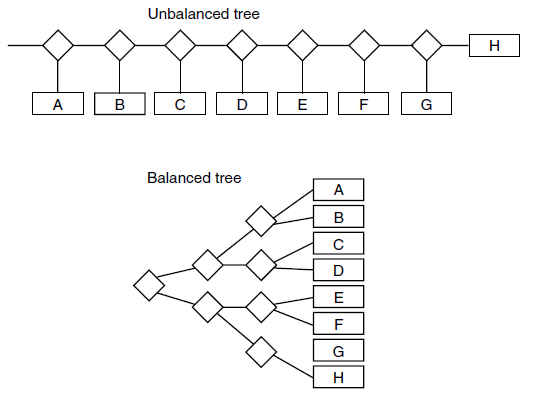 Unbalanced tree
H
A B C D E F G
Balanced tree
A
B
C
D
E
F
G
H